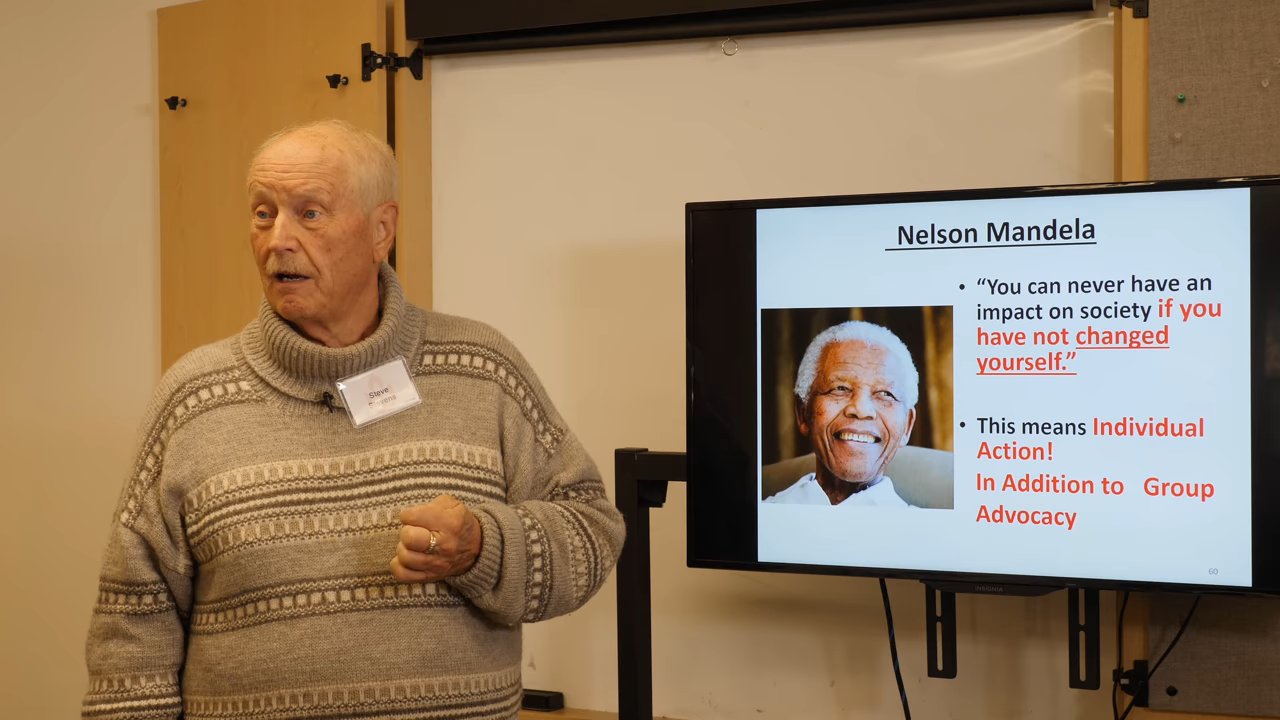 Nelson Mandela
• “You can never have an
impact on society if you
have not changed
yourself.”
• This means Individual
Action!
In Addition to Group
Advocacy
60
INSIGNIA
Steve